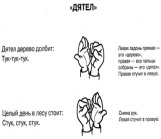 «ДЯТЕЛ»
Дятел дерево долбит:
Тук-тук-тук.
Левая ладонь прямая —
это «дерево»,
правая — все пальцы
собраны — это «дятел».
Правая стучит о левую.
Целый день в лесу стоит:
Стук, стук, стук.
Смена рук.
Левая стучит о правую.